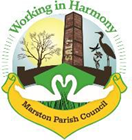 Working in Harmony
SALT
Marston Parish Council